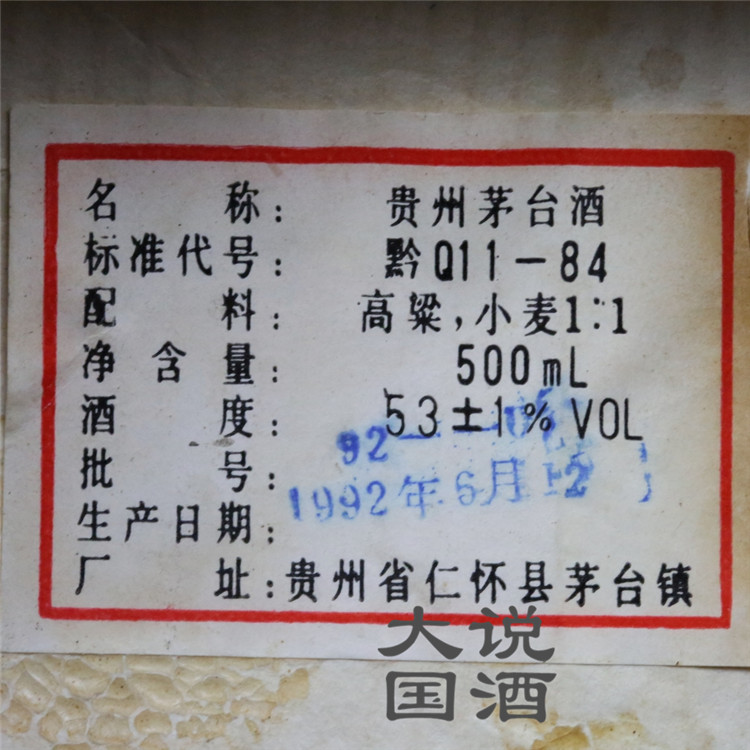 名称：贵州茅台酒
标准代号：黔Q11-84
配料：高粱,小麦1:1
净含量：500mL
酒度：53±1% VOL
批号：92-
生产日期：1992年6月12
厂址：贵州省仁怀县茅台镇
大说
国酒